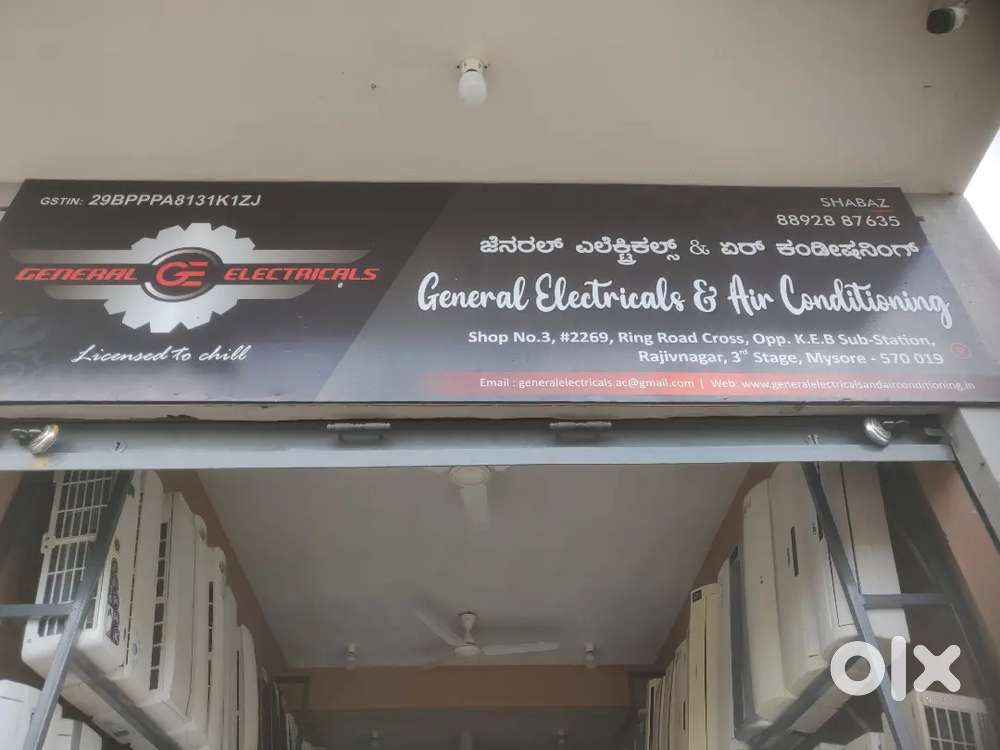 GSTIN: 29BPPPA8131K1ZJ
GENERAL GE ELECTRICALS
Licensed to chill
SHABAZ
88928 87635
ಜೆನರಲ್ ಎಲೆಕ್ಟ್ರಿಕಲ್ಸ್ & ಏರ್ ಕಂಡೀಷನಿಂಗ್
General Electricals & Air Conditioning
Shop No.3, #2269, Ring Road Cross, Opp. K.E.B Sub-Station,
Rajivnagar, 3rd Stage, Mysore - 570 019
Email : generalelectricals.ac@gmail.com | Web: www.generalelectricalsandairconditioning.in
olx